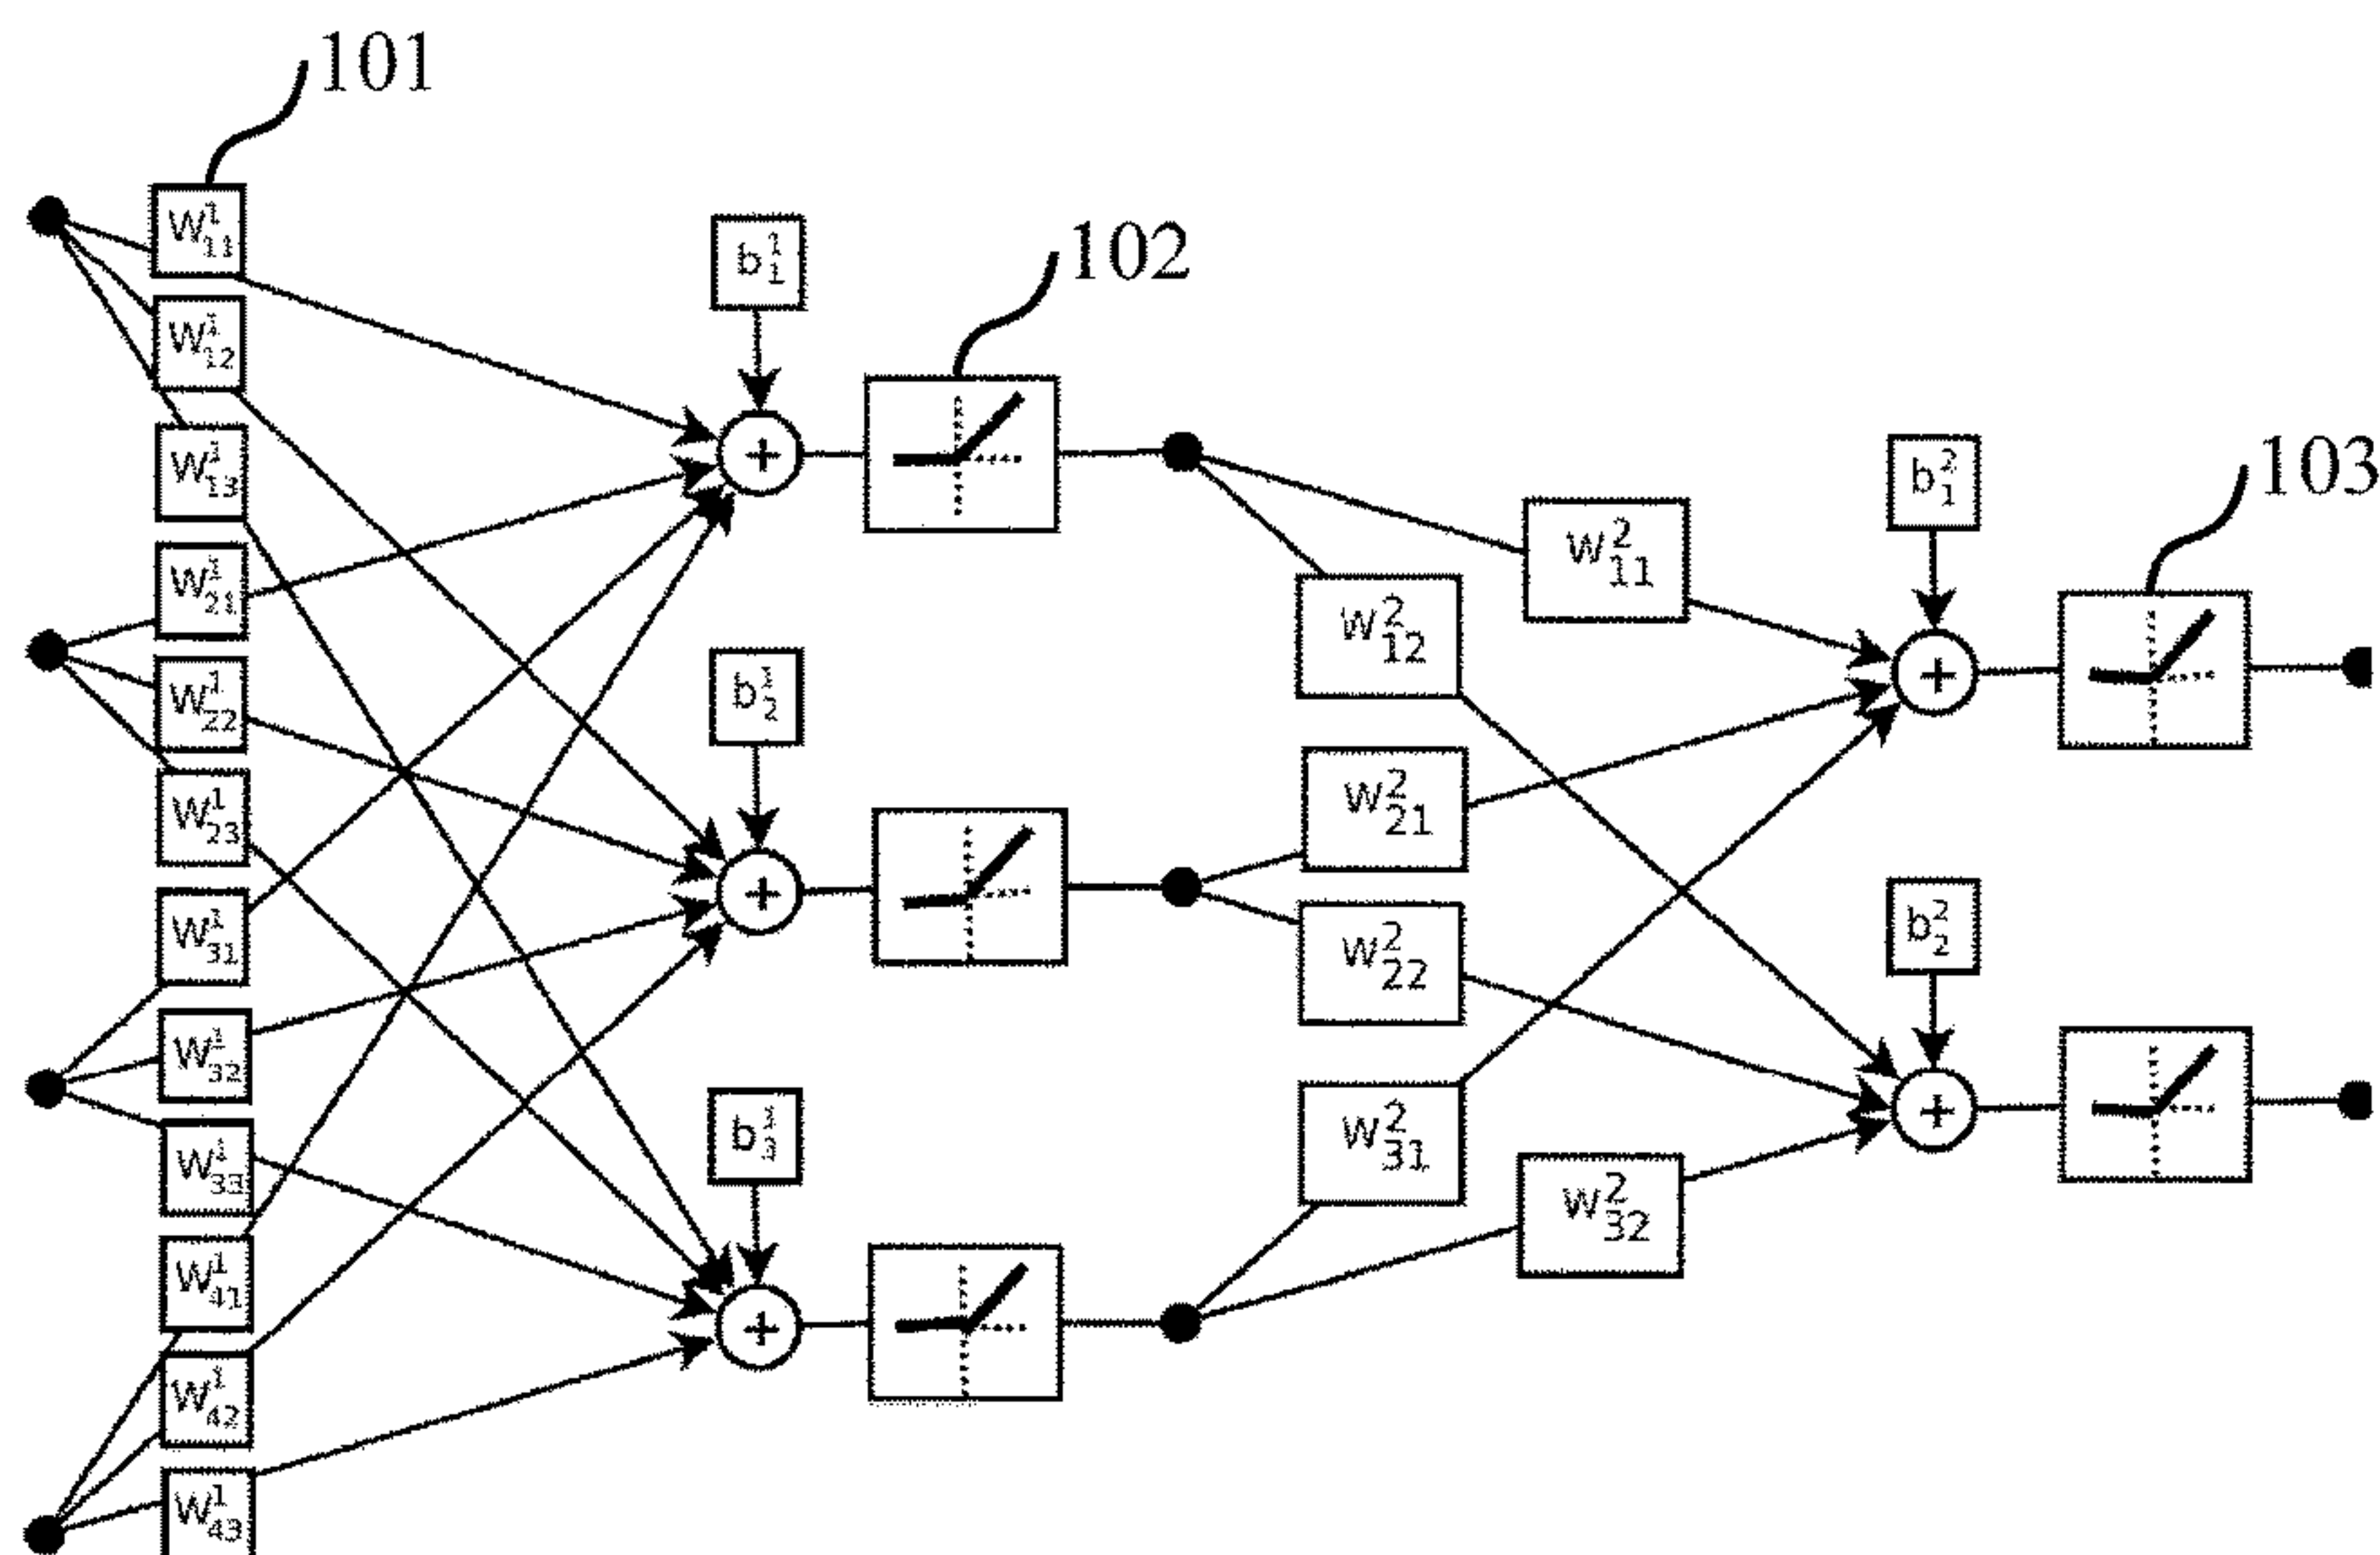 101
W¹₁₁
W¹₁₂
W¹₁₃
W¹₂₁
W¹₂₂
W¹₂₃
W¹₃₁
W¹₃₂
W¹₃₃
W¹₄₁
W¹₄₂
W¹₄₃
b¹₁
b¹₂
b¹₃
+
+
+
102
W²₁₁
W²₁₂
W²₂₁
W²₂₂
W²₃₁
W²₃₂
b²₁
b²₂
+
+
103